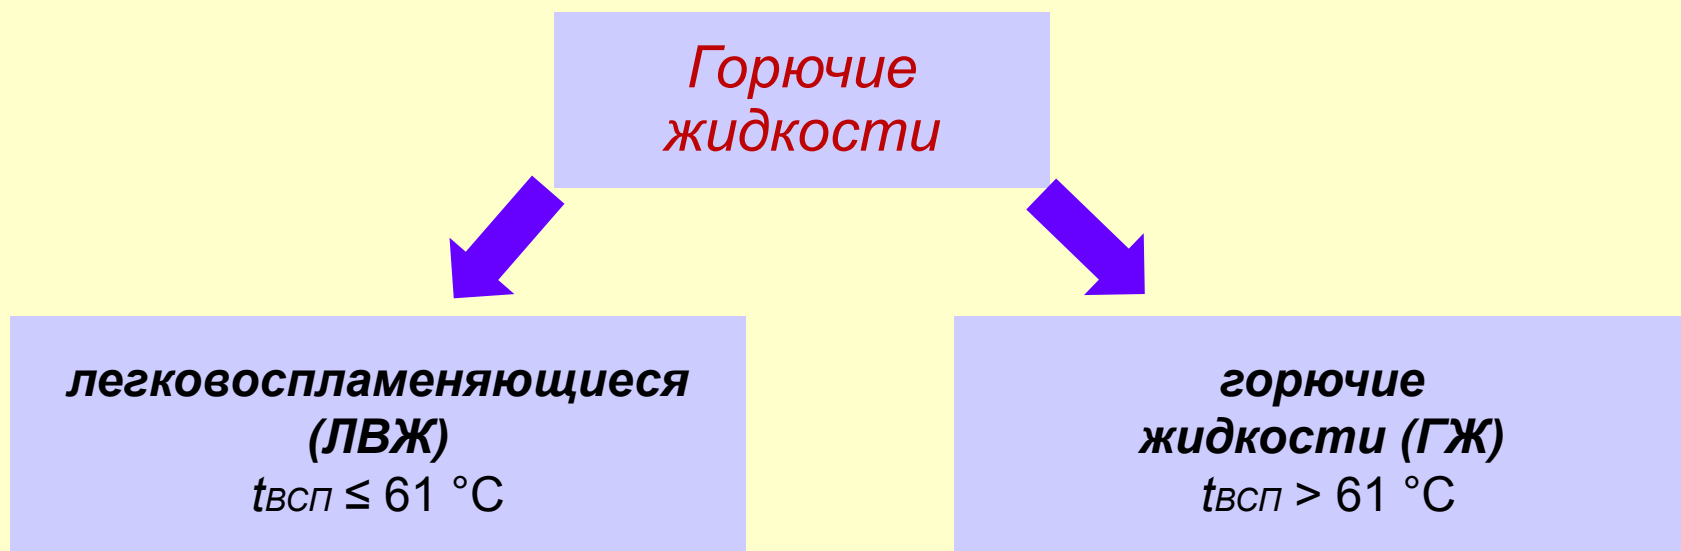 Горючие
жидкости
легковоспламеняющиеся
(ЛВЖ)
tВСП ≤ 61 °С
горючие
жидкости (ГЖ)
tВСП > 61 °С